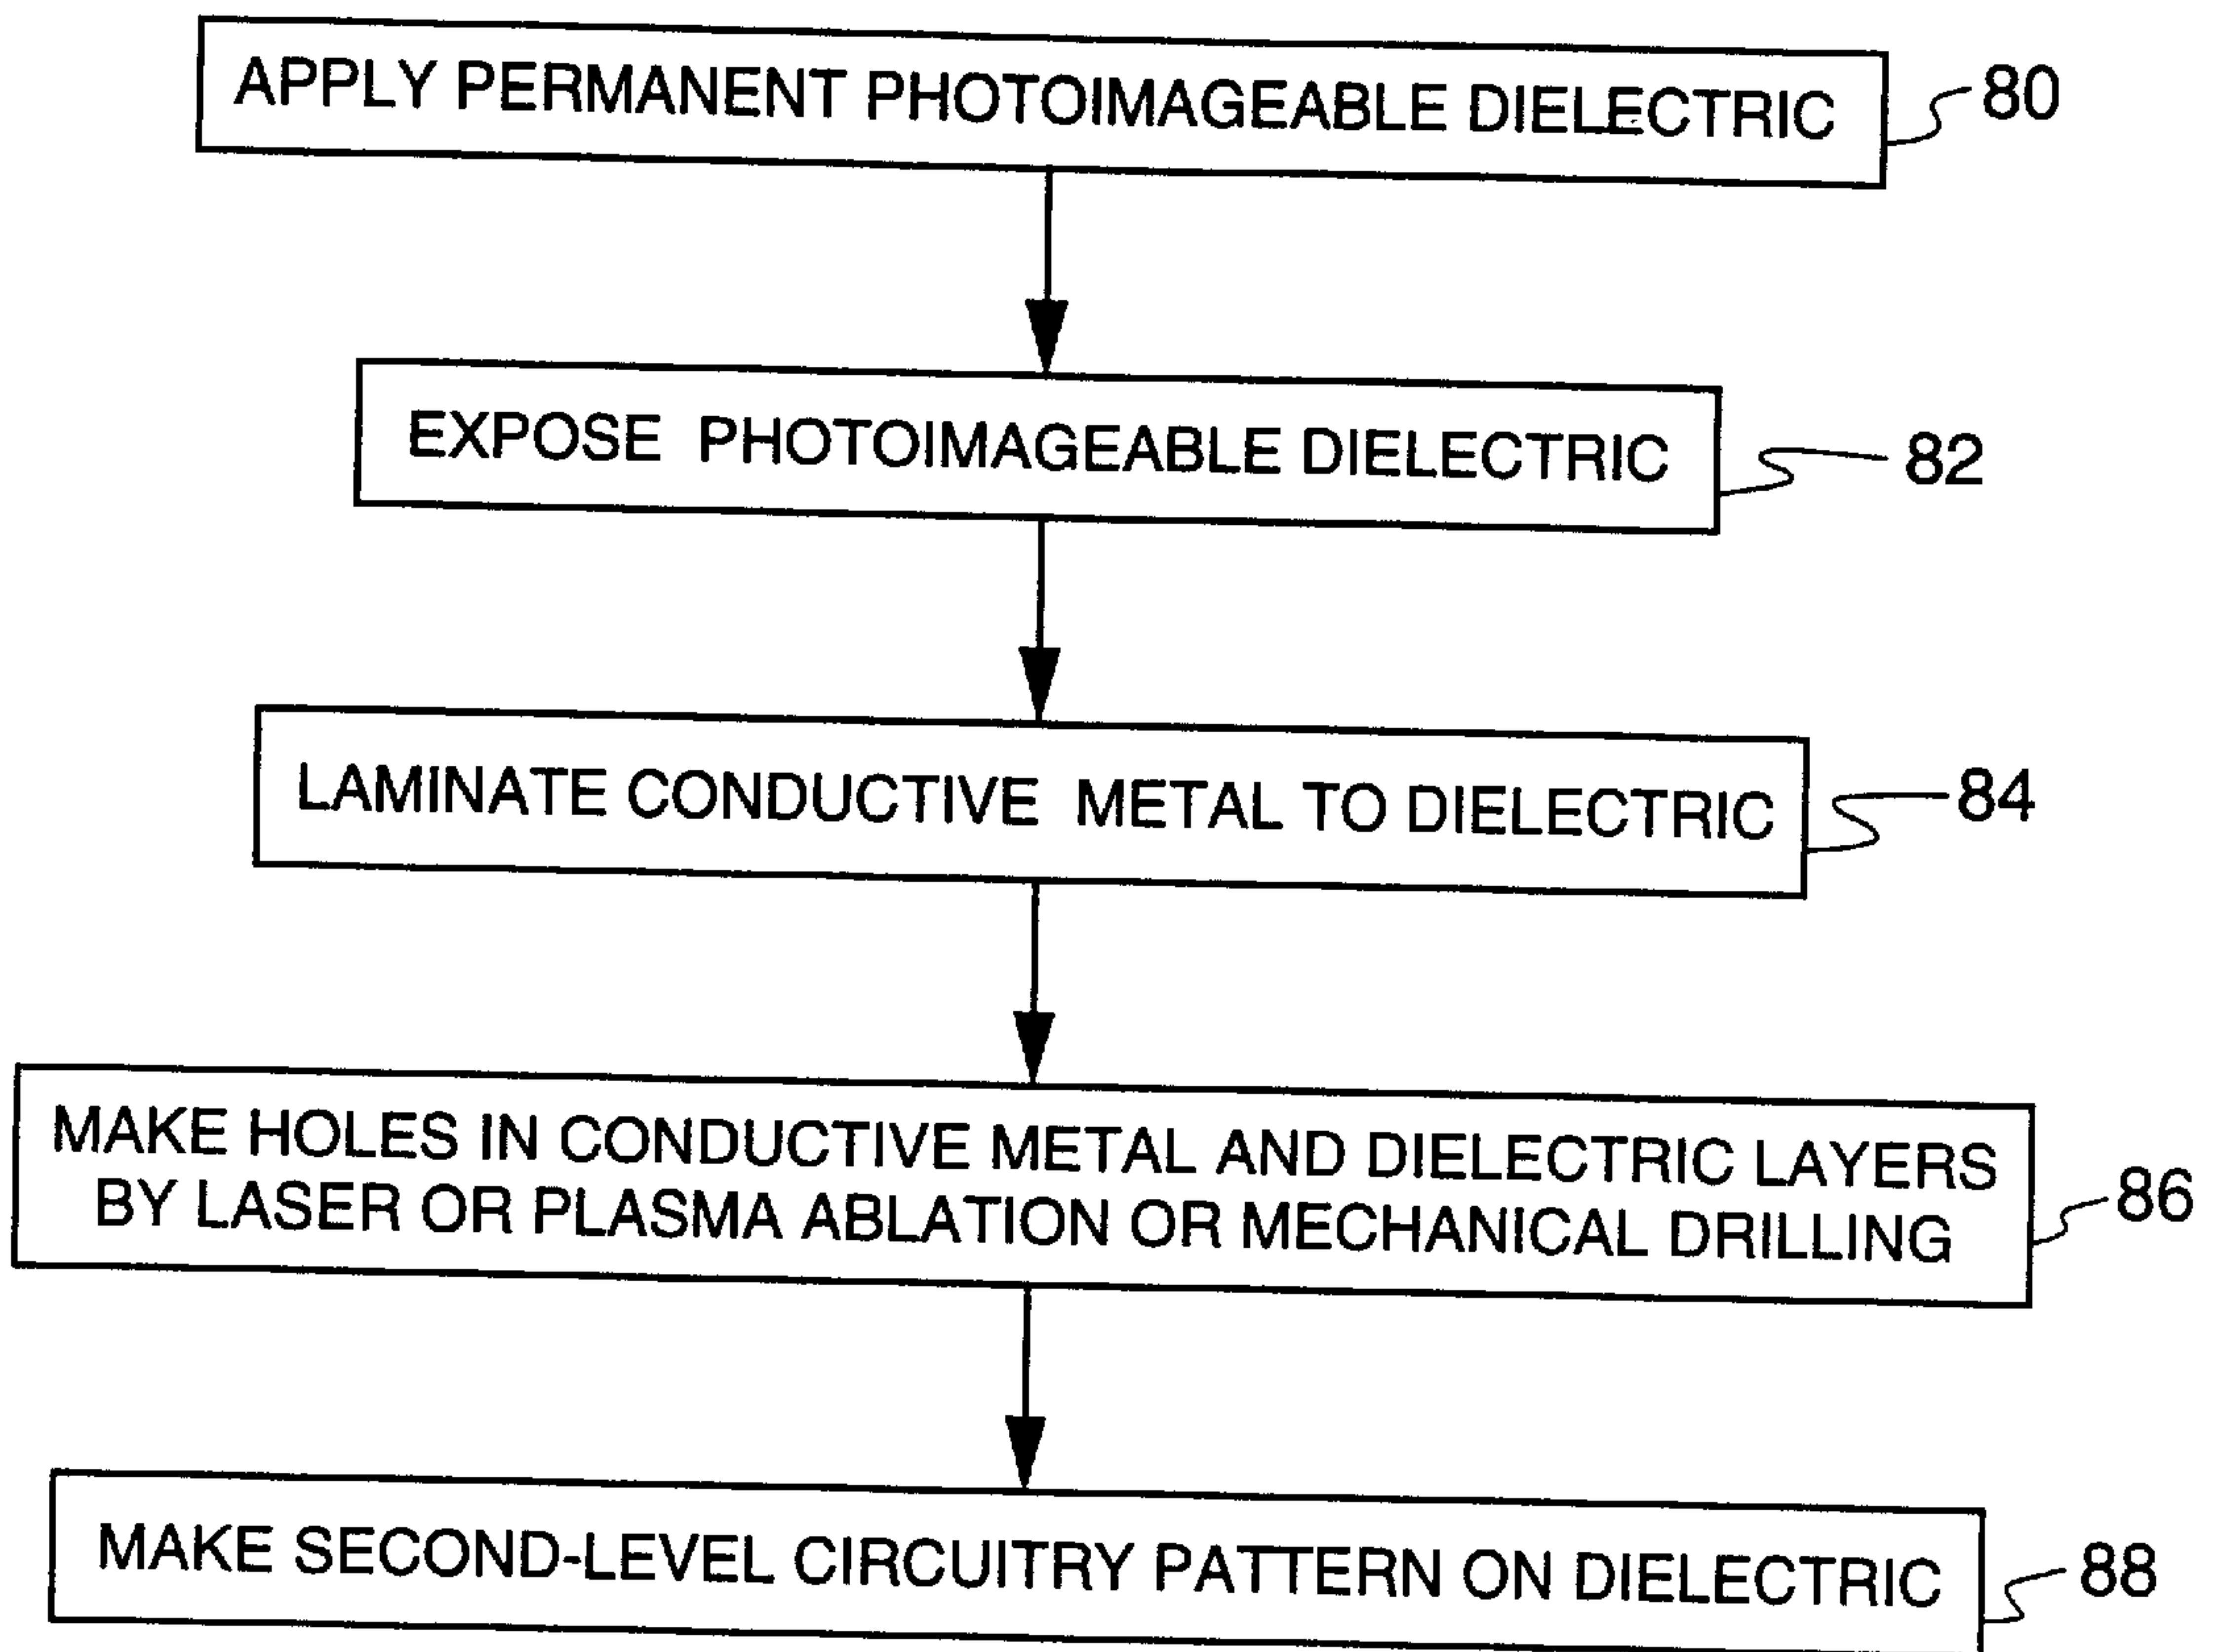 APPLY PERMANENT PHOTOIMAGEABLE DIELECTRIC
80
EXPOSE PHOTOIMAGEABLE DIELECTRIC
82
LAMINATE CONDUCTIVE METAL TO DIELECTRIC
84
MAKE HOLES IN CONDUCTIVE METAL AND DIELECTRIC LAYERS
BY LASER OR PLASMA ABLATION OR MECHANICAL DRILLING
86
MAKE SECOND-LEVEL CIRCUITRY PATTERN ON DIELECTRIC
88